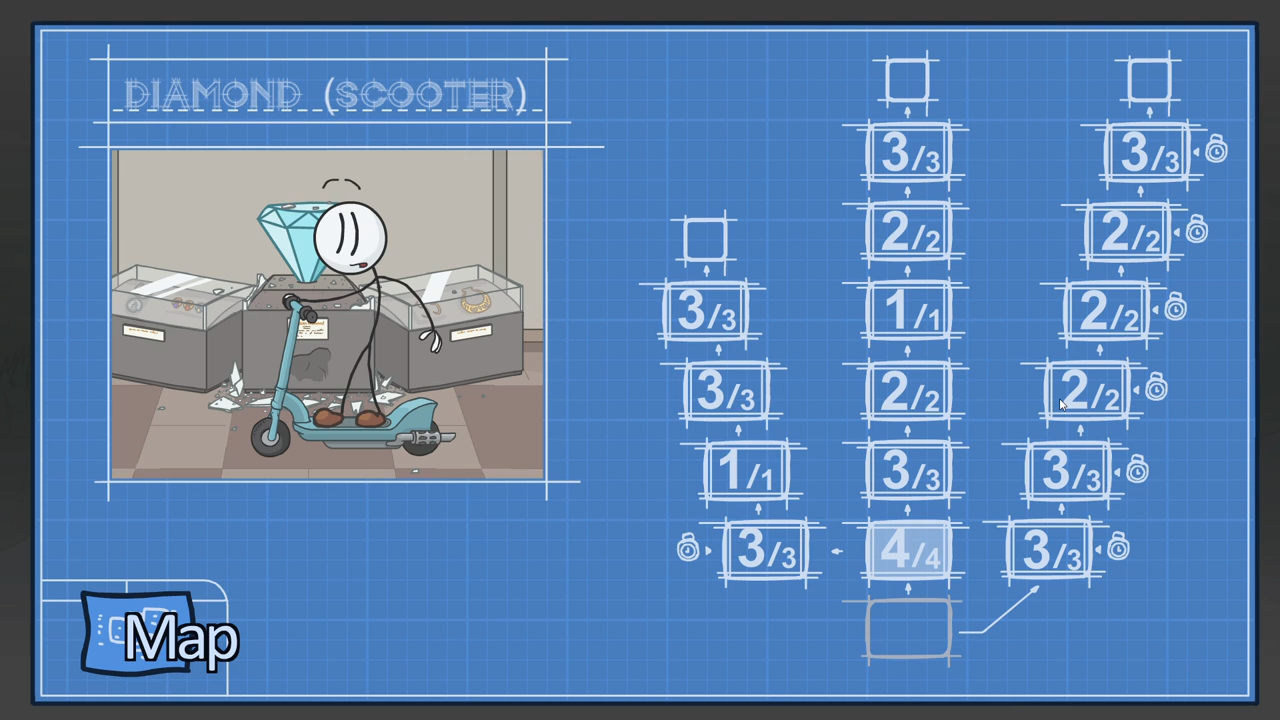 DIAMOND (SCOOTER)
3/3 3/3
2/2 2/2
3/3 1/1 2/2
3/3 2/2 2/2
1/1 3/3 3/3
3/3 4/4 3/3
Map